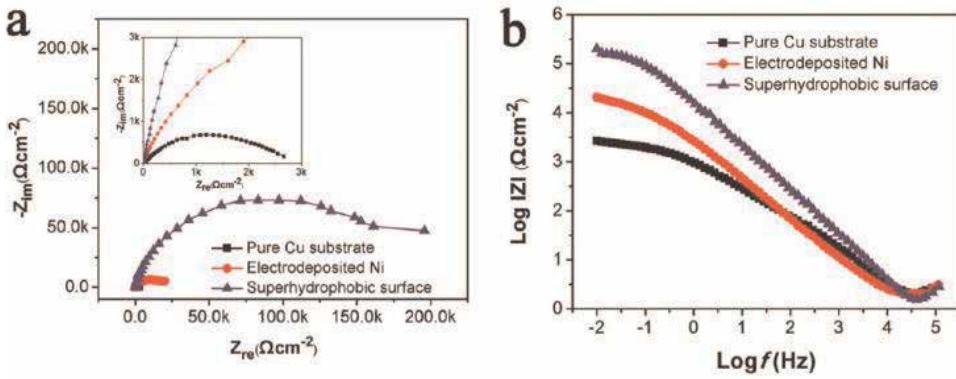 a
225.0k
200.0k
150.0k
100.0k
50.0k
0.0
-Zim(Ωcm-2)
0.0
50.0k
100.0k
150.0k
200.0k
Zre(Ωcm-2)
3k
2k
1k
0
-Zim(Ωcm-2)
0
1k
2k
3k
Zre(Ωcm-2)
Pure Cu substrate
Electrodeposited Ni
Superhydrophobic surface
b
6
5
4
3
2
1
0
Log |Z| (Ωcm-2)
-2
-1
0
1
2
3
4
5
Log f (Hz)
Pure Cu substrate
Electrodeposited Ni
Superhydrophobic surface